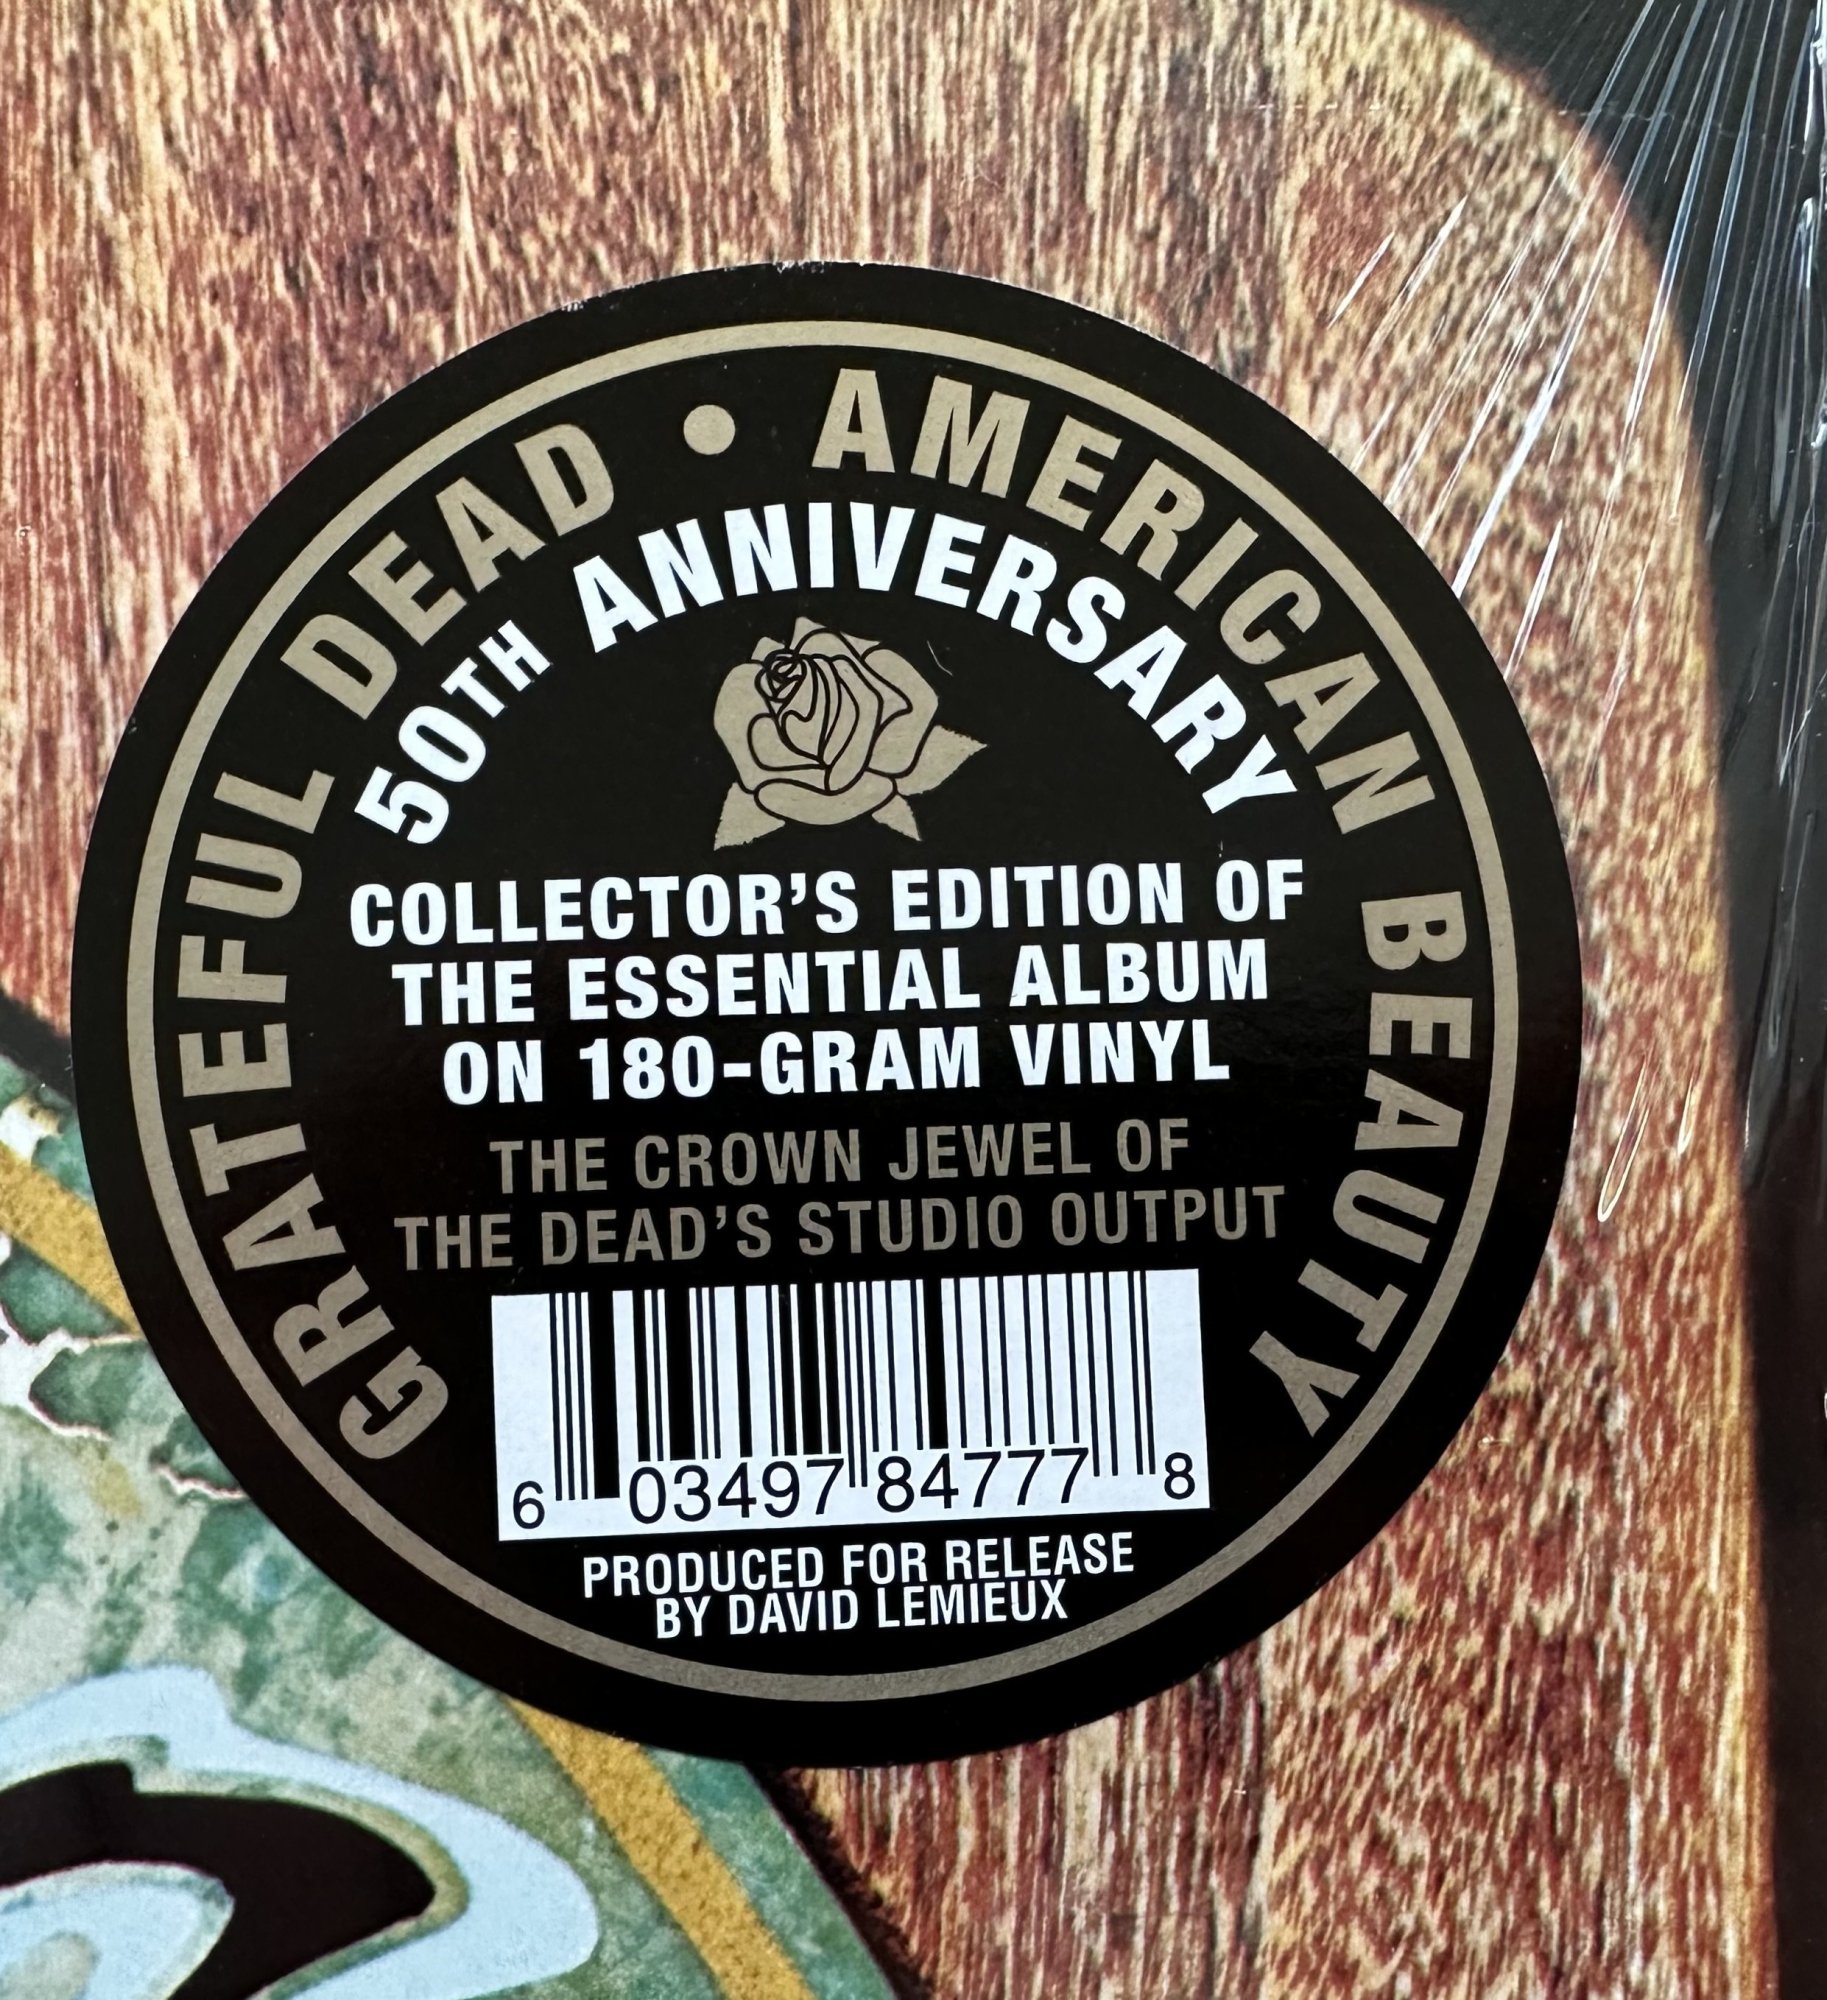 GRATEFUL DEAD • AMERICAN BEAUTY
50TH ANNIVERSARY
COLLECTOR'S EDITION OF
THE ESSENTIAL ALBUM
ON 180-GRAM VINYL
THE CROWN JEWEL OF
THE DEAD'S STUDIO OUTPUT
6 03497 84777 8
PRODUCED FOR RELEASE
BY DAVID LEMIEUX